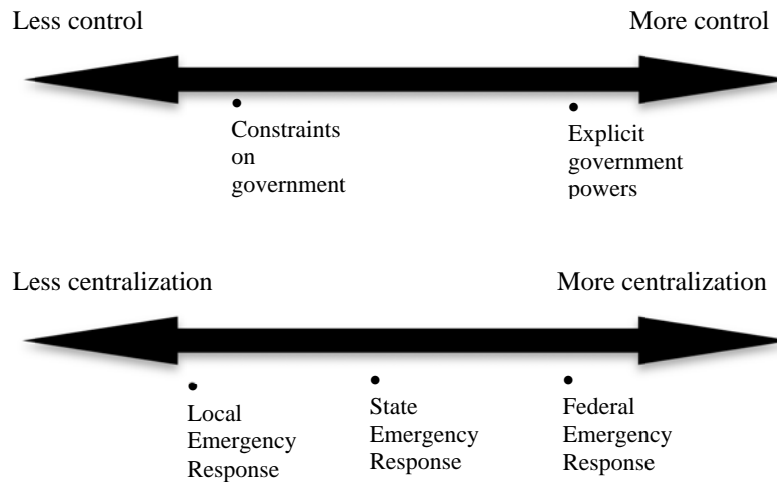 Less control
More control
• Constraints
on
government
• Explicit
government
powers
Less centralization
More centralization
• Local
Emergency
Response
• State
Emergency
Response
• Federal
Emergency
Response